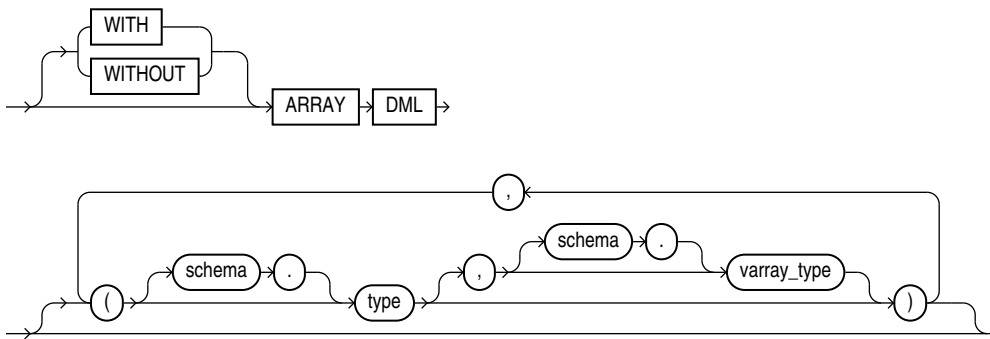 WITH
WITHOUT
ARRAY DML
,
schema .
schema .
( type , varray_type )